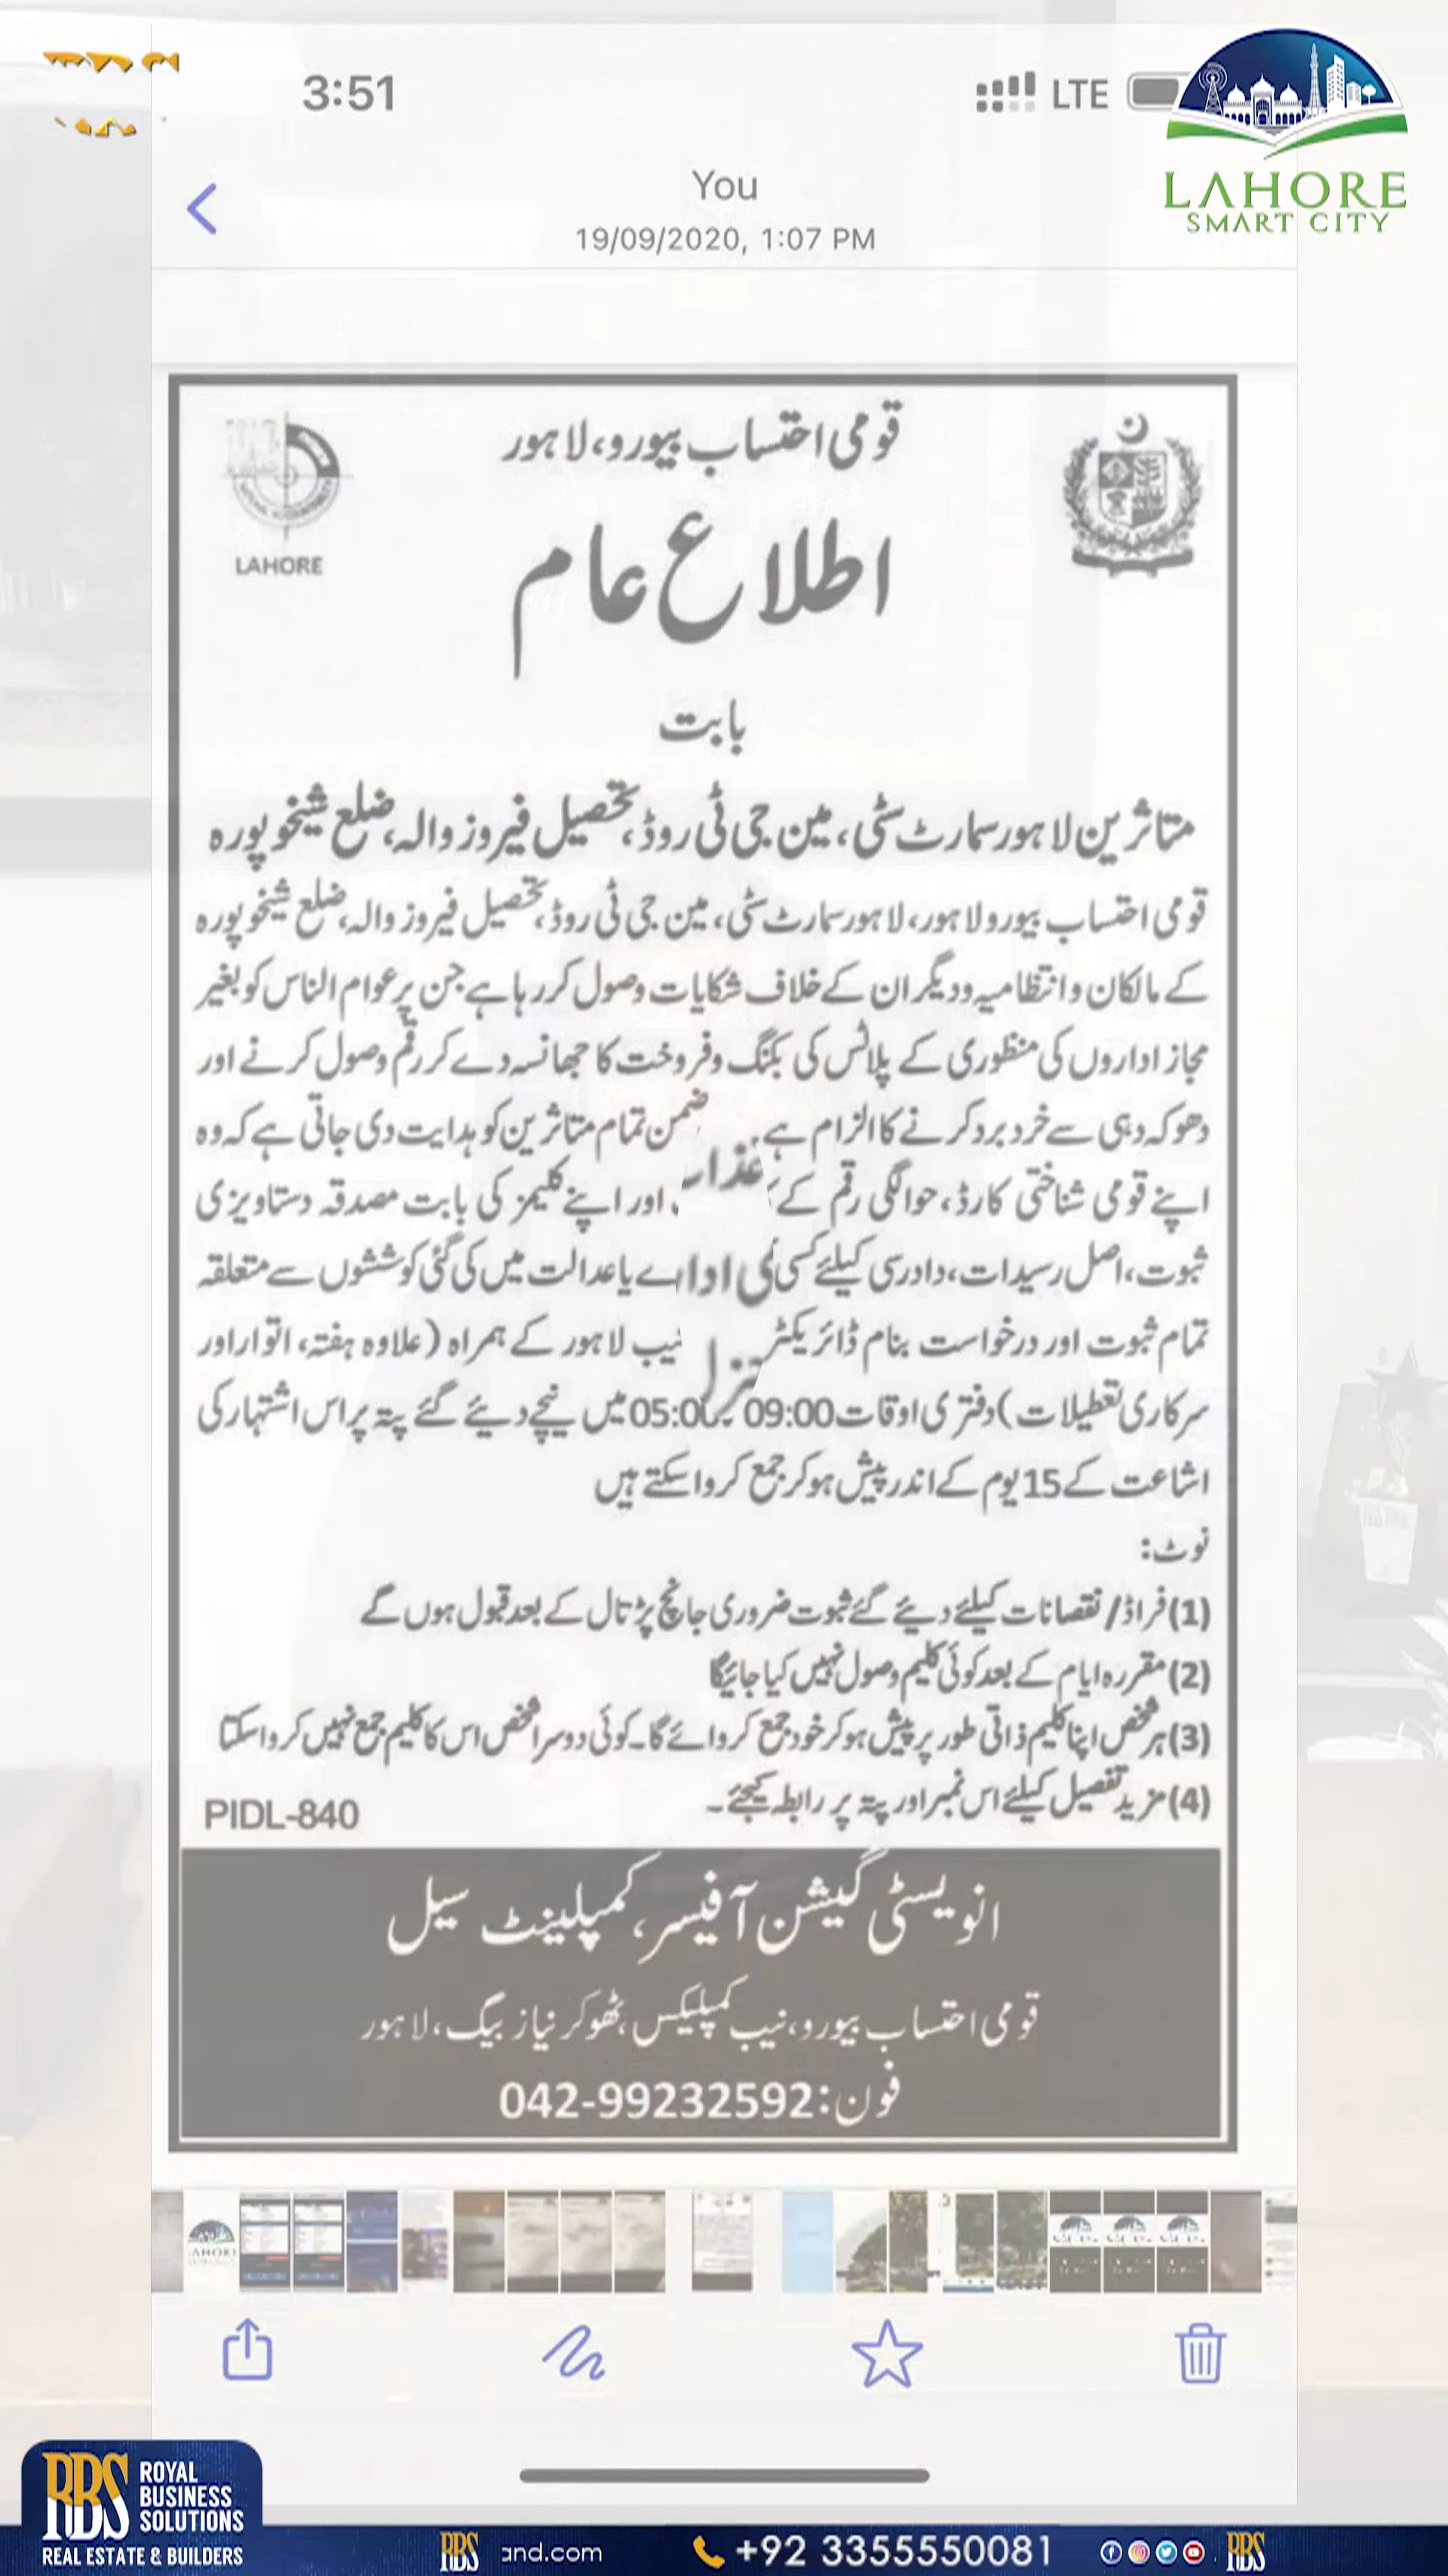 3:51
LTE
LAHORE
SMART CITY
You
19/09/2020, 1:07 PM
قومی احتساب بیورو، لاہور
LAHORE
اطلاع عام
بابت
متاثرین لاہور سمارٹ سٹی، مین جی ٹی روڈ، تحصیل فیروز والہ، ضلع شیخوپورہ
قومی احتساب بیورو لاہور، لاہور سمارٹ سٹی، مین جی ٹی روڈ، تحصیل فیروز والہ، ضلع شیخوپورہ
کے مالکان و انتظامیہ و دیگر ان کے خلاف شکایات وصول کر رہا ہے جن پر عوام الناس کو بغیر
مجاز اداروں کی منظوری کے پلاٹس کی بکنگ و فروخت کا جھانسہ دے کر رقم وصول کرنے اور
دھوکہ دہی سے خرد برد کرنے کا الزام ہے ضمن تمام متاثرین کو ہدایت دی جاتی ہے کہ وہ
اپنے قومی شناختی کارڈ، حوالگی رقم کے اور اپنے کلیمز کی بابت مصدقہ دستاویزی
ثبوت، اصل رسیدات، دادرسی کیلئے کسی یا عدالت میں کی گئی کوششوں سے متعلقہ
تمام ثبوت اور درخواست بنام ڈائریکٹر نیب لاہور کے ہمراہ (علاوہ ہفتہ، اتوار اور
سرکاری تعطیلات) دفتری اوقات 09:00 میں نیچے دیئے گئے پتہ پر اس اشتہار کی
اشاعت کے 15 یوم کے اندر پیش ہو کر جمع کروا سکتے ہیں
نوٹ:
(1) فراڈ/ نقصانات کیلئے دیئے گئے ثبوت ضروری جانچ پڑتال کے بعد قبول ہوں گے
(2) مقررہ ایام کے بعد کوئی کلیم وصول نہیں کیا جائیگا
(3) ہر شخص اپنا کلیم ذاتی طور پر پیش ہو کر خود جمع کروائے گا۔ کوئی دوسرا شخص اس کا کلیم جمع نہیں کروا سکتا
(4) مزید تفصیل کیلئے اس نمبر اور پتہ پر رابطہ کیجئے۔
PIDL-840
انویسٹی گیشن آفیسر، کمپلینٹ سیل
قومی احتساب بیورو، نیب کمپلیکس، ٹھوکر نیاز بیگ، لاہور
فون: 042-99232592
RBS ROYAL
BUSINESS
SOLUTIONS
REAL ESTATE & BUILDERS
RBS
and.com
+92 3355550081
RBS